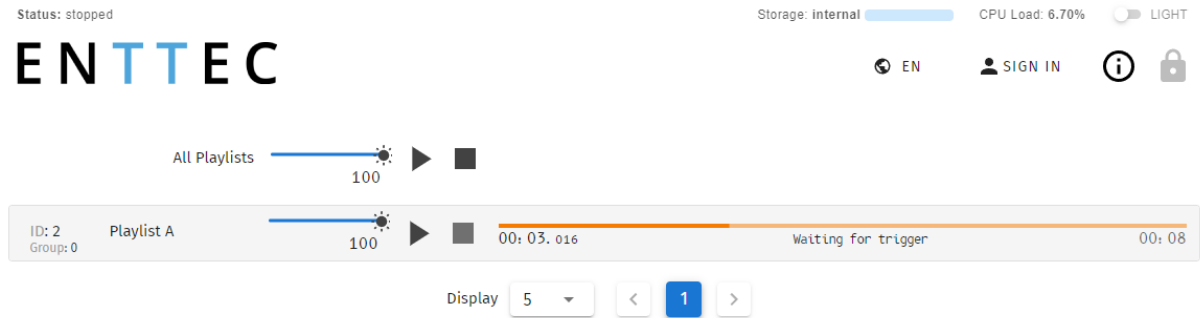 Status: stopped Storage: internal CPU Load: 6.70% LIGHT
ENTTEC EN SIGN IN
All Playlists 100
ID: 2 Playlist A 100 00: 03. 016 Waiting for trigger 00: 08
Group: 0
Display 5 < 1 >